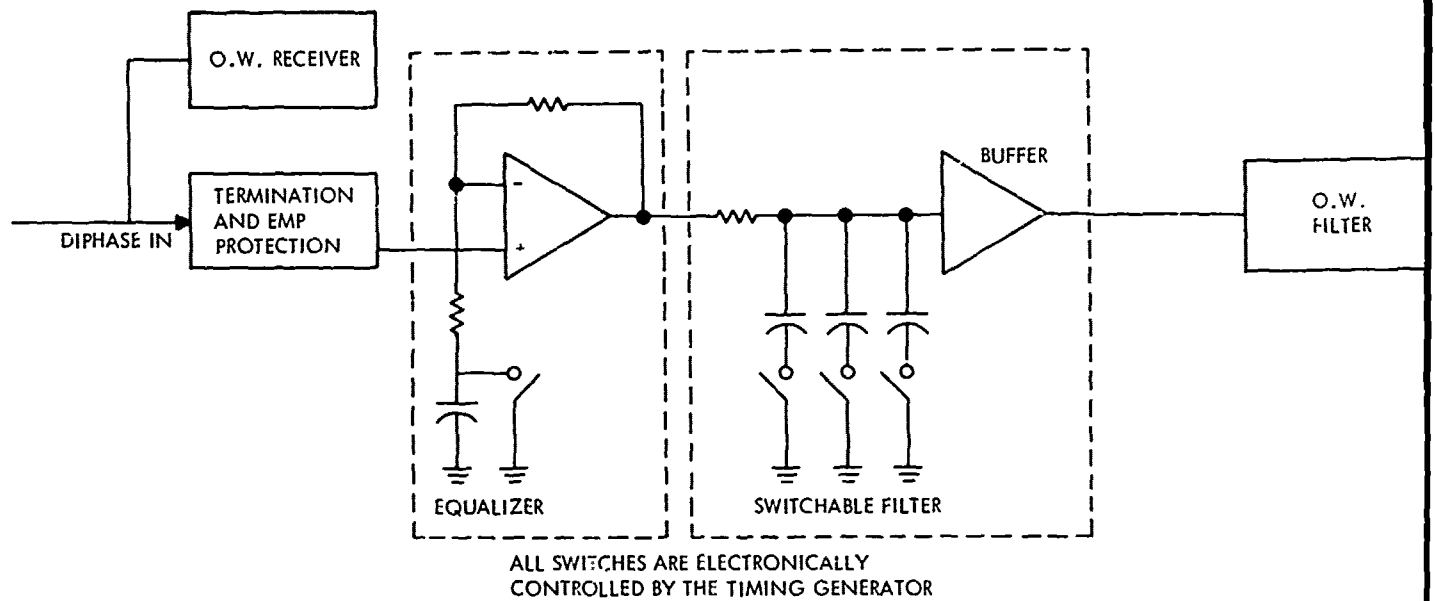 O.W. RECEIVER
TERMINATION
AND EMP
PROTECTION
DIPHASE IN
-
+
EQUALIZER
BUFFER
SWITCHABLE FILTER
O.W.
FILTER
ALL SWITCHES ARE ELECTRONICALLY
CONTROLLED BY THE TIMING GENERATOR